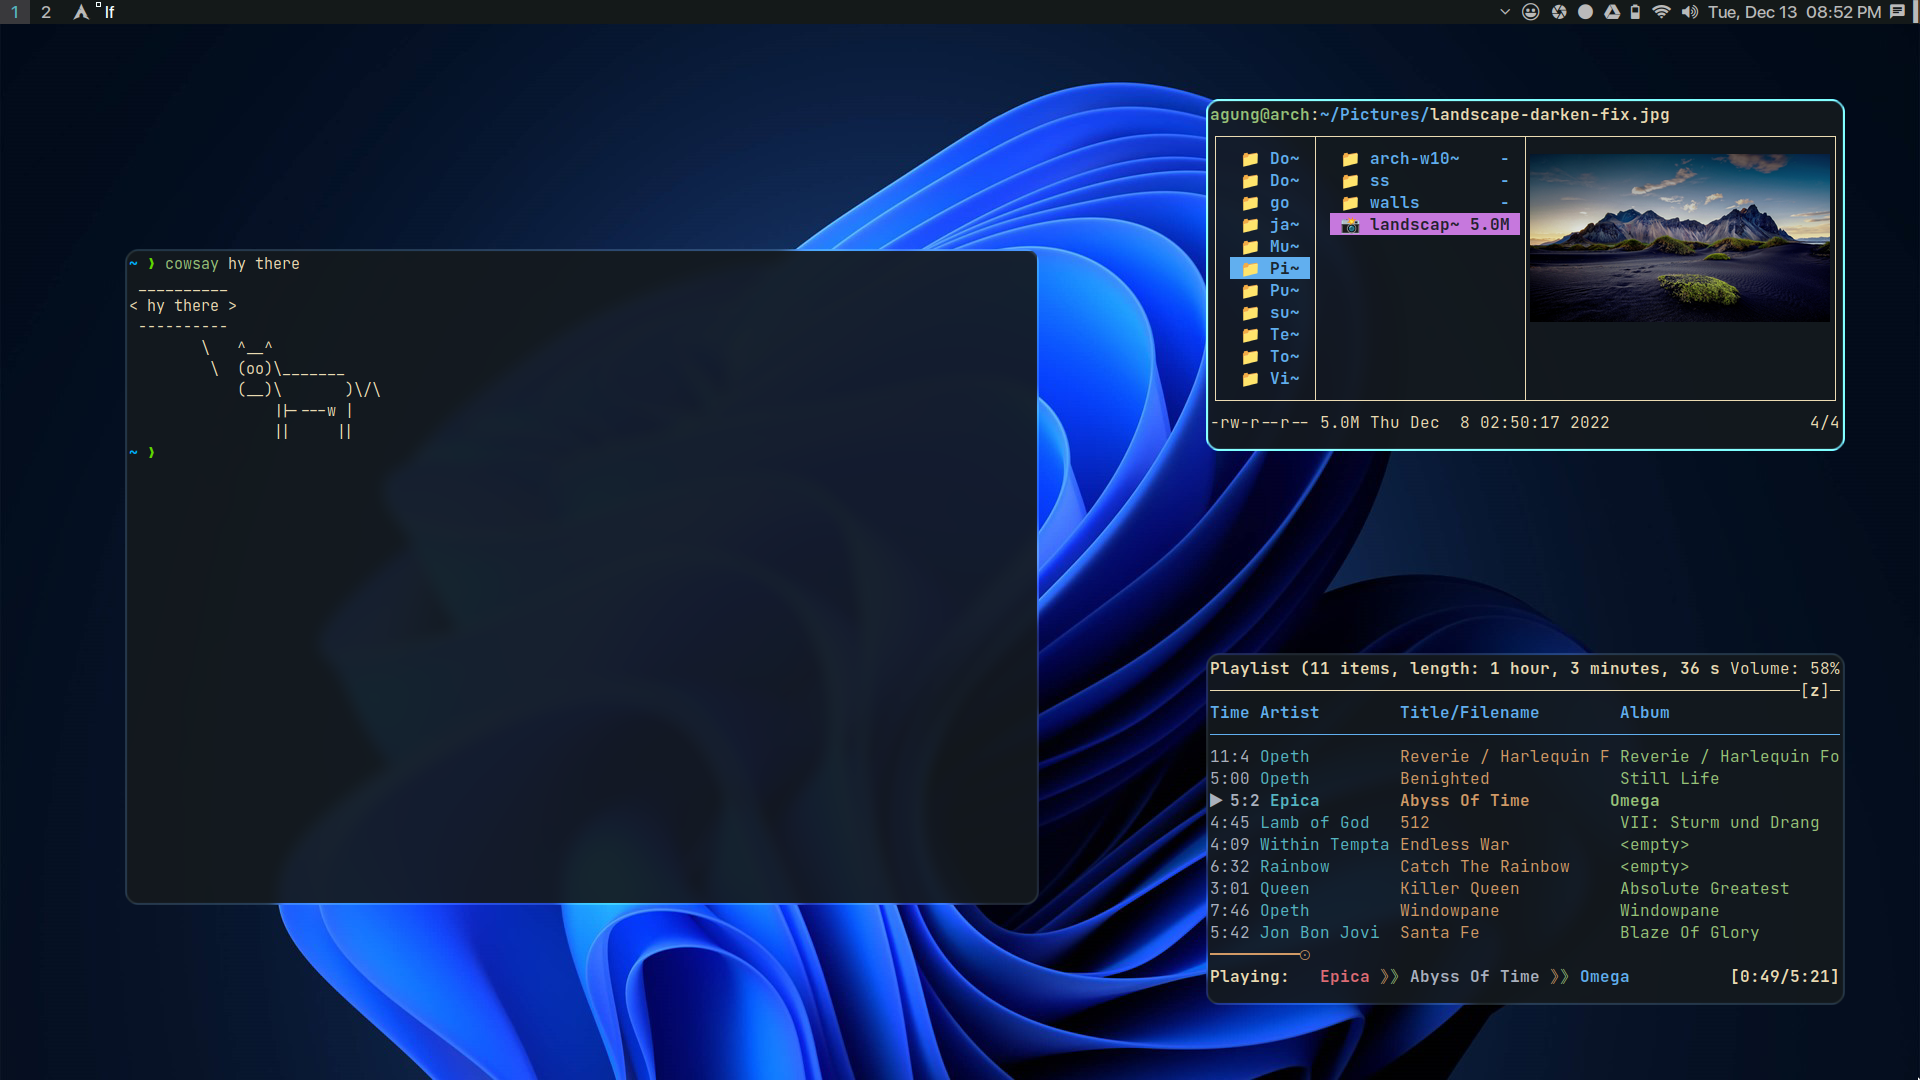 1 2 lf
Tue, Dec 13 08:52 PM
~ ❯ cowsay hy there
 __________
< hy there >
 ----------
        \   ^__^
         \  (oo)\_______
            (__)\       )\/\
                ||----w |
                ||     ||
~ ❯
agung@arch:~/Pictures/landscape-darken-fix.jpg
Do~ arch-w10~ -
Do~ ss -
go walls -
ja~ landscap~ 5.0M
Mu~
Pi~
Pu~
su~
Te~
To~
Vi~
-rw-r--r-- 5.0M Thu Dec  8 02:50:17 2022 4/4
Playlist (11 items, length: 1 hour, 3 minutes, 36 s Volume: 58%
[z]
Time Artist Title/Filename Album
11:4 Opeth Reverie / Harlequin F Reverie / Harlequin Fo
5:00 Opeth Benighted Still Life
▶ 5:2 Epica Abyss Of Time Omega
4:45 Lamb of God 512 VII: Sturm und Drang
4:09 Within Tempta Endless War <empty>
6:32 Rainbow Catch The Rainbow <empty>
3:01 Queen Killer Queen Absolute Greatest
7:46 Opeth Windowpane Windowpane
5:42 Jon Bon Jovi Santa Fe Blaze Of Glory
Playing: Epica 》 Abyss Of Time 》 Omega [0:49/5:21]